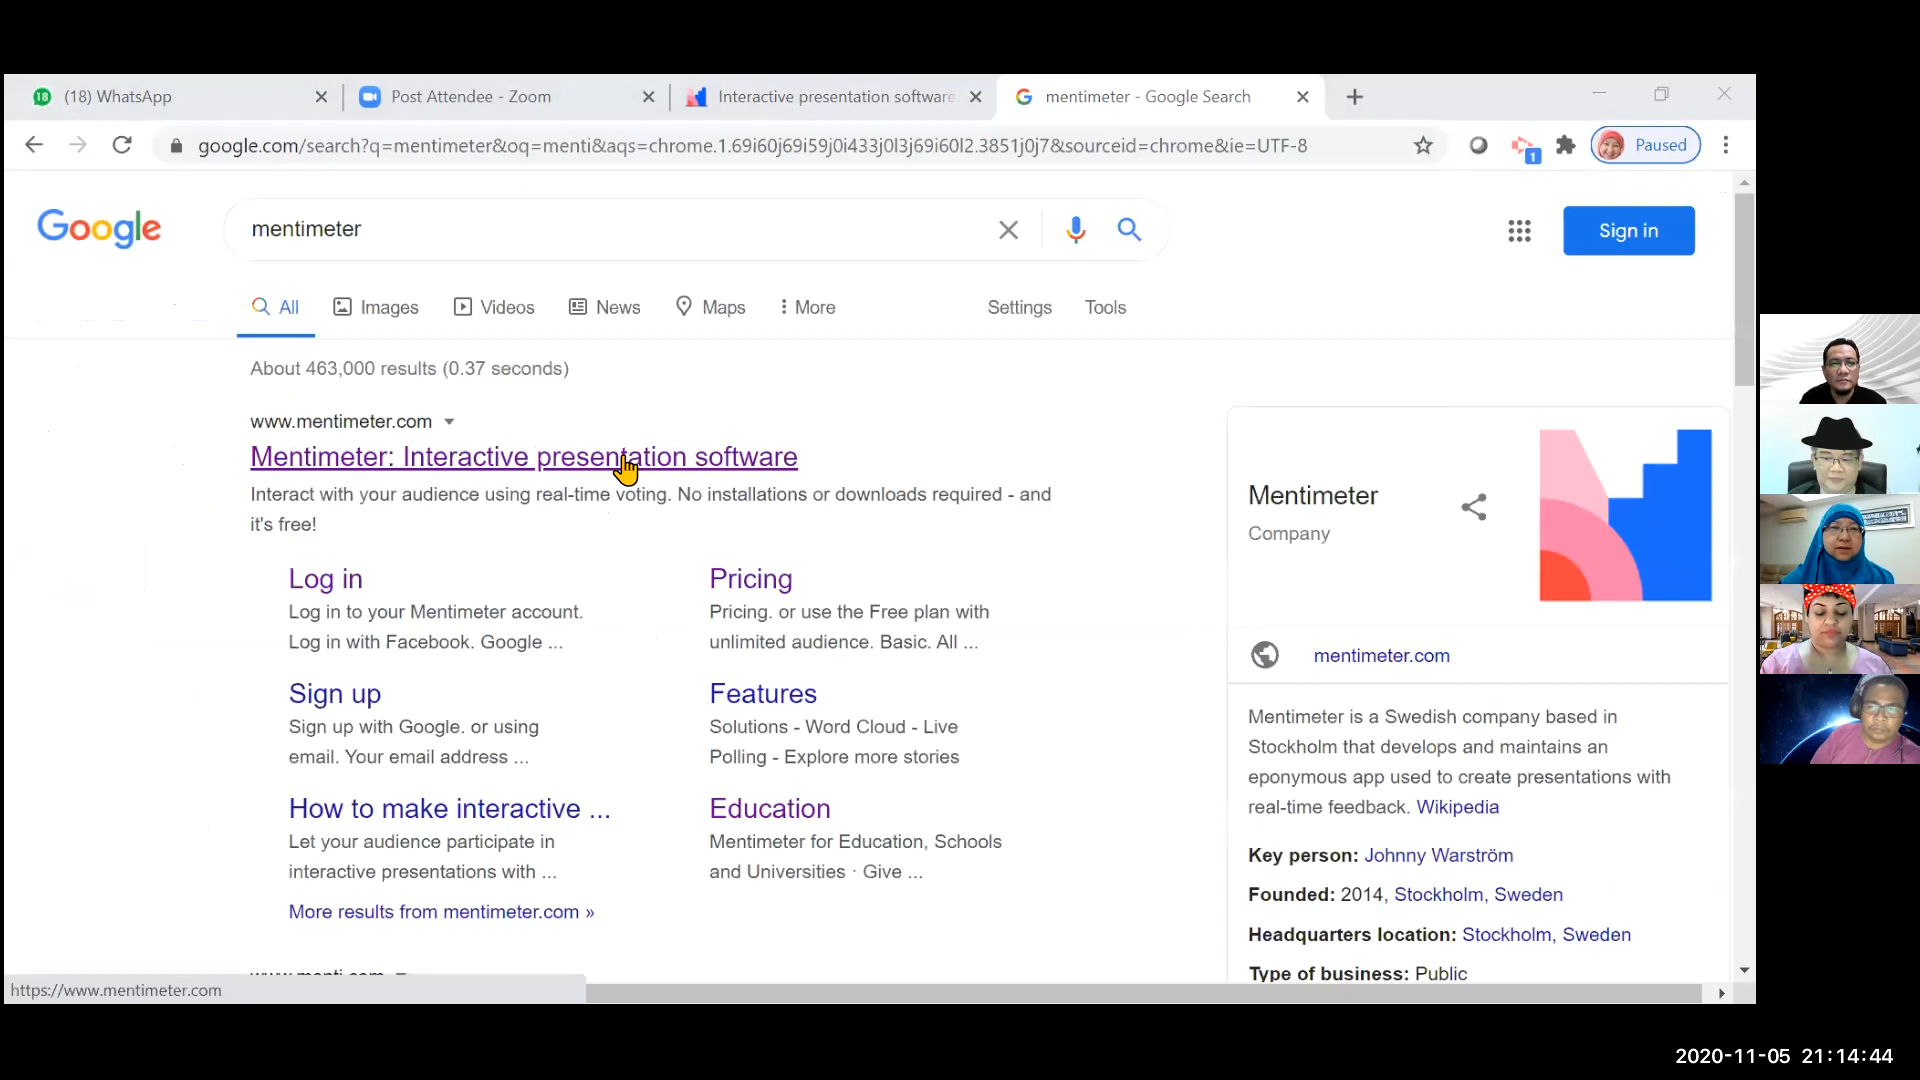 18 (18) WhatsApp
Post Attendee - Zoom
Interactive presentation software
mentimeter - Google Search
google.com/search?q=mentimeter&oq=menti&aqs=chrome.1.69i60j69i59j0i433j0l3j69i60l2.3851j0j7&sourceid=chrome&ie=UTF-8
1
Paused
Google
mentimeter
Sign in
All
Images
Videos
News
Maps
More
Settings
Tools
About 463,000 results (0.37 seconds)
www.mentimeter.com
Mentimeter: Interactive presentation software
Interact with your audience using real-time voting. No installations or downloads required - and
it's free!
Log in
Log in to your Mentimeter account.
Log in with Facebook. Google ...
Pricing
Pricing. or use the Free plan with
unlimited audience. Basic. All ...
Sign up
Sign up with Google. or using
email. Your email address ...
Features
Solutions - Word Cloud - Live
Polling - Explore more stories
How to make interactive ...
Let your audience participate in
interactive presentations with ...
Education
Mentimeter for Education, Schools
and Universities · Give ...
More results from mentimeter.com »
www.menti.com
https://www.mentimeter.com
Mentimeter
Company
mentimeter.com
Mentimeter is a Swedish company based in
Stockholm that develops and maintains an
eponymous app used to create presentations with
real-time feedback. Wikipedia
Key person: Johnny Warström
Founded: 2014, Stockholm, Sweden
Headquarters location: Stockholm, Sweden
Type of business: Public
2020-11-05 21:14:44